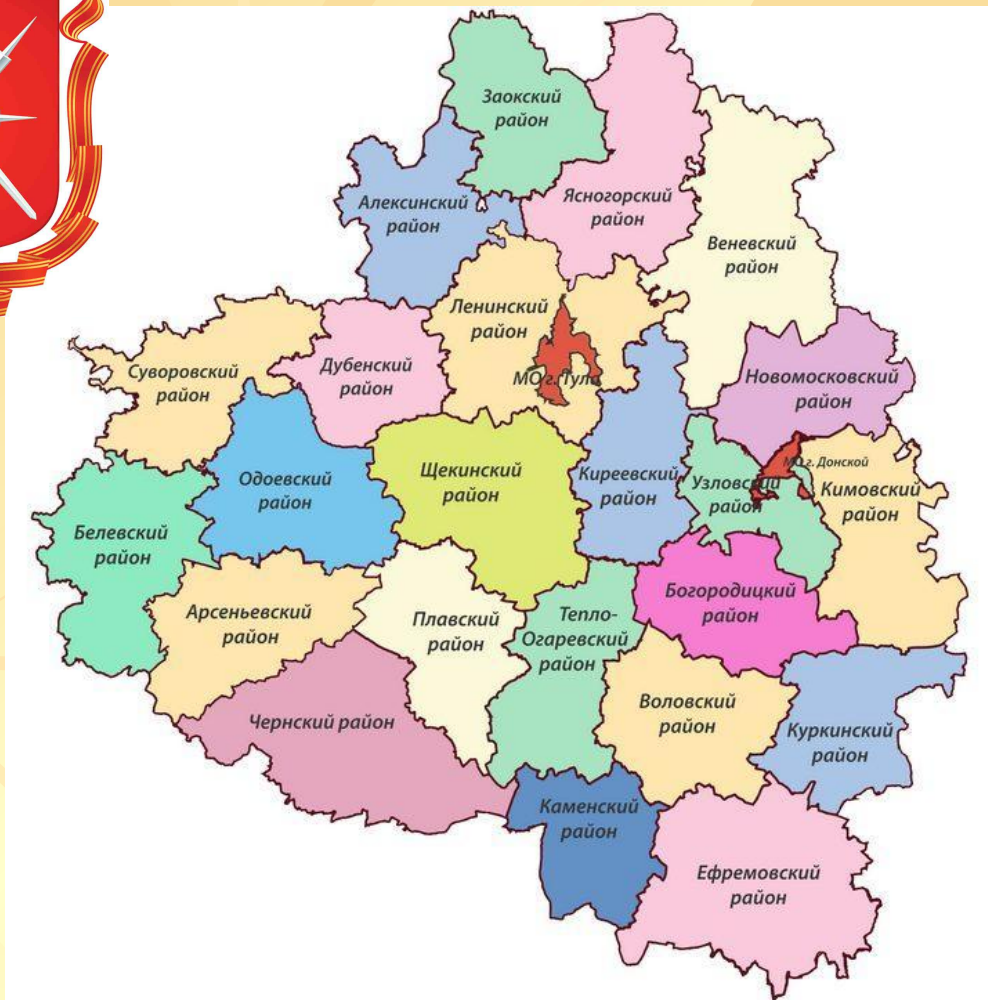 Заокский
район
Ясногорский
район
Алексинский
район
Веневский
район
Ленинский
район
МО г. Тула
Дубенский
район
Суворовский
район
Новомосковский
район
МО г. Донской
Щекинский
район
Киреевский
район
Узловский
район
Кимовский
район
Одоевский
район
Белевский
район
Арсеньевский
район
Плавский
район
Тепло-
Огаревский
район
Богородицкий
район
Чернский район
Воловский
район
Куркинский
район
Каменский
район
Ефремовский
район